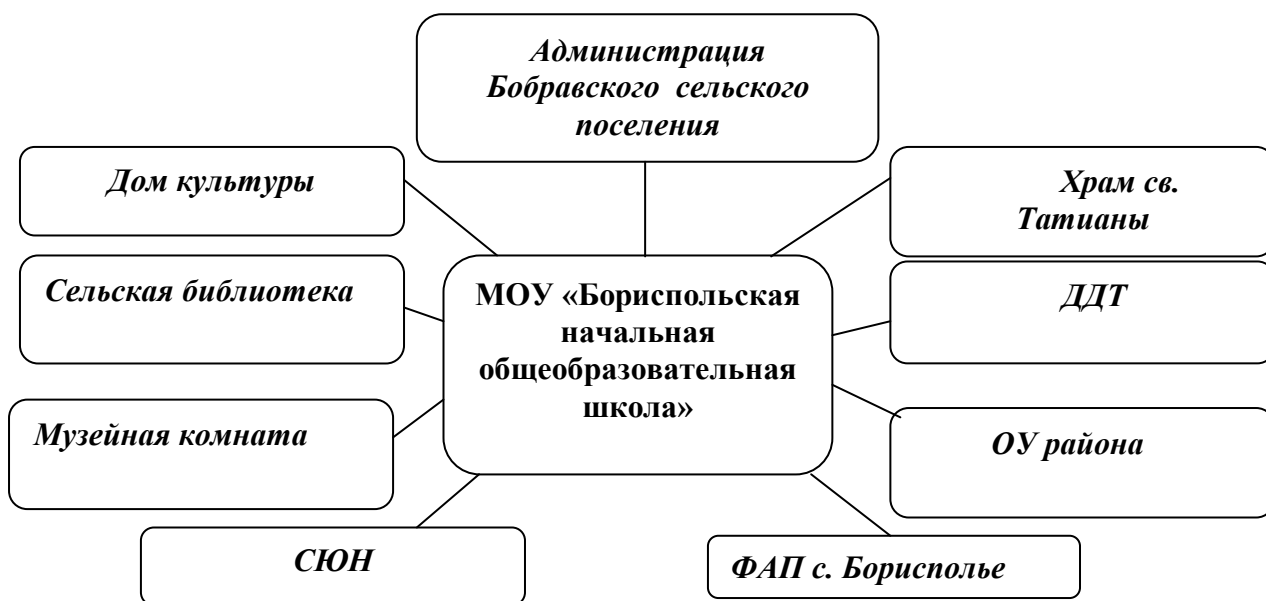 Администрация
Бобравского сельского
поселения
Дом культуры
Храм св.
Татианы
Сельская библиотека
МОУ «Бориспольская
начальная
общеобразовательная
школа»
ДДТ
Музейная комната
ОУ района
СЮН
ФАП с. Борисполье